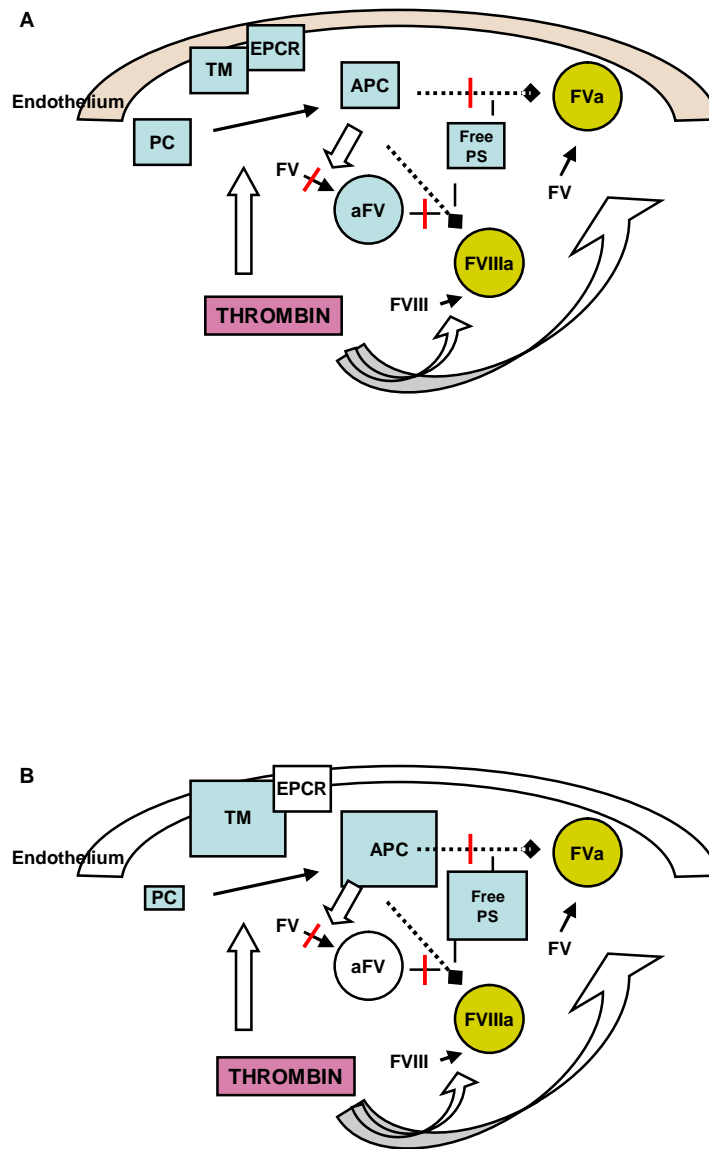 A
EPCR
TM
APC
FVa
Endothelium
PC
Free
PS
FV
FV
aFV
FVIIIa
THROMBIN
FVIII
B
EPCR
TM
APC
FVa
Endothelium
PC
Free
PS
FV
FV
aFV
FVIIIa
FVIII
THROMBIN